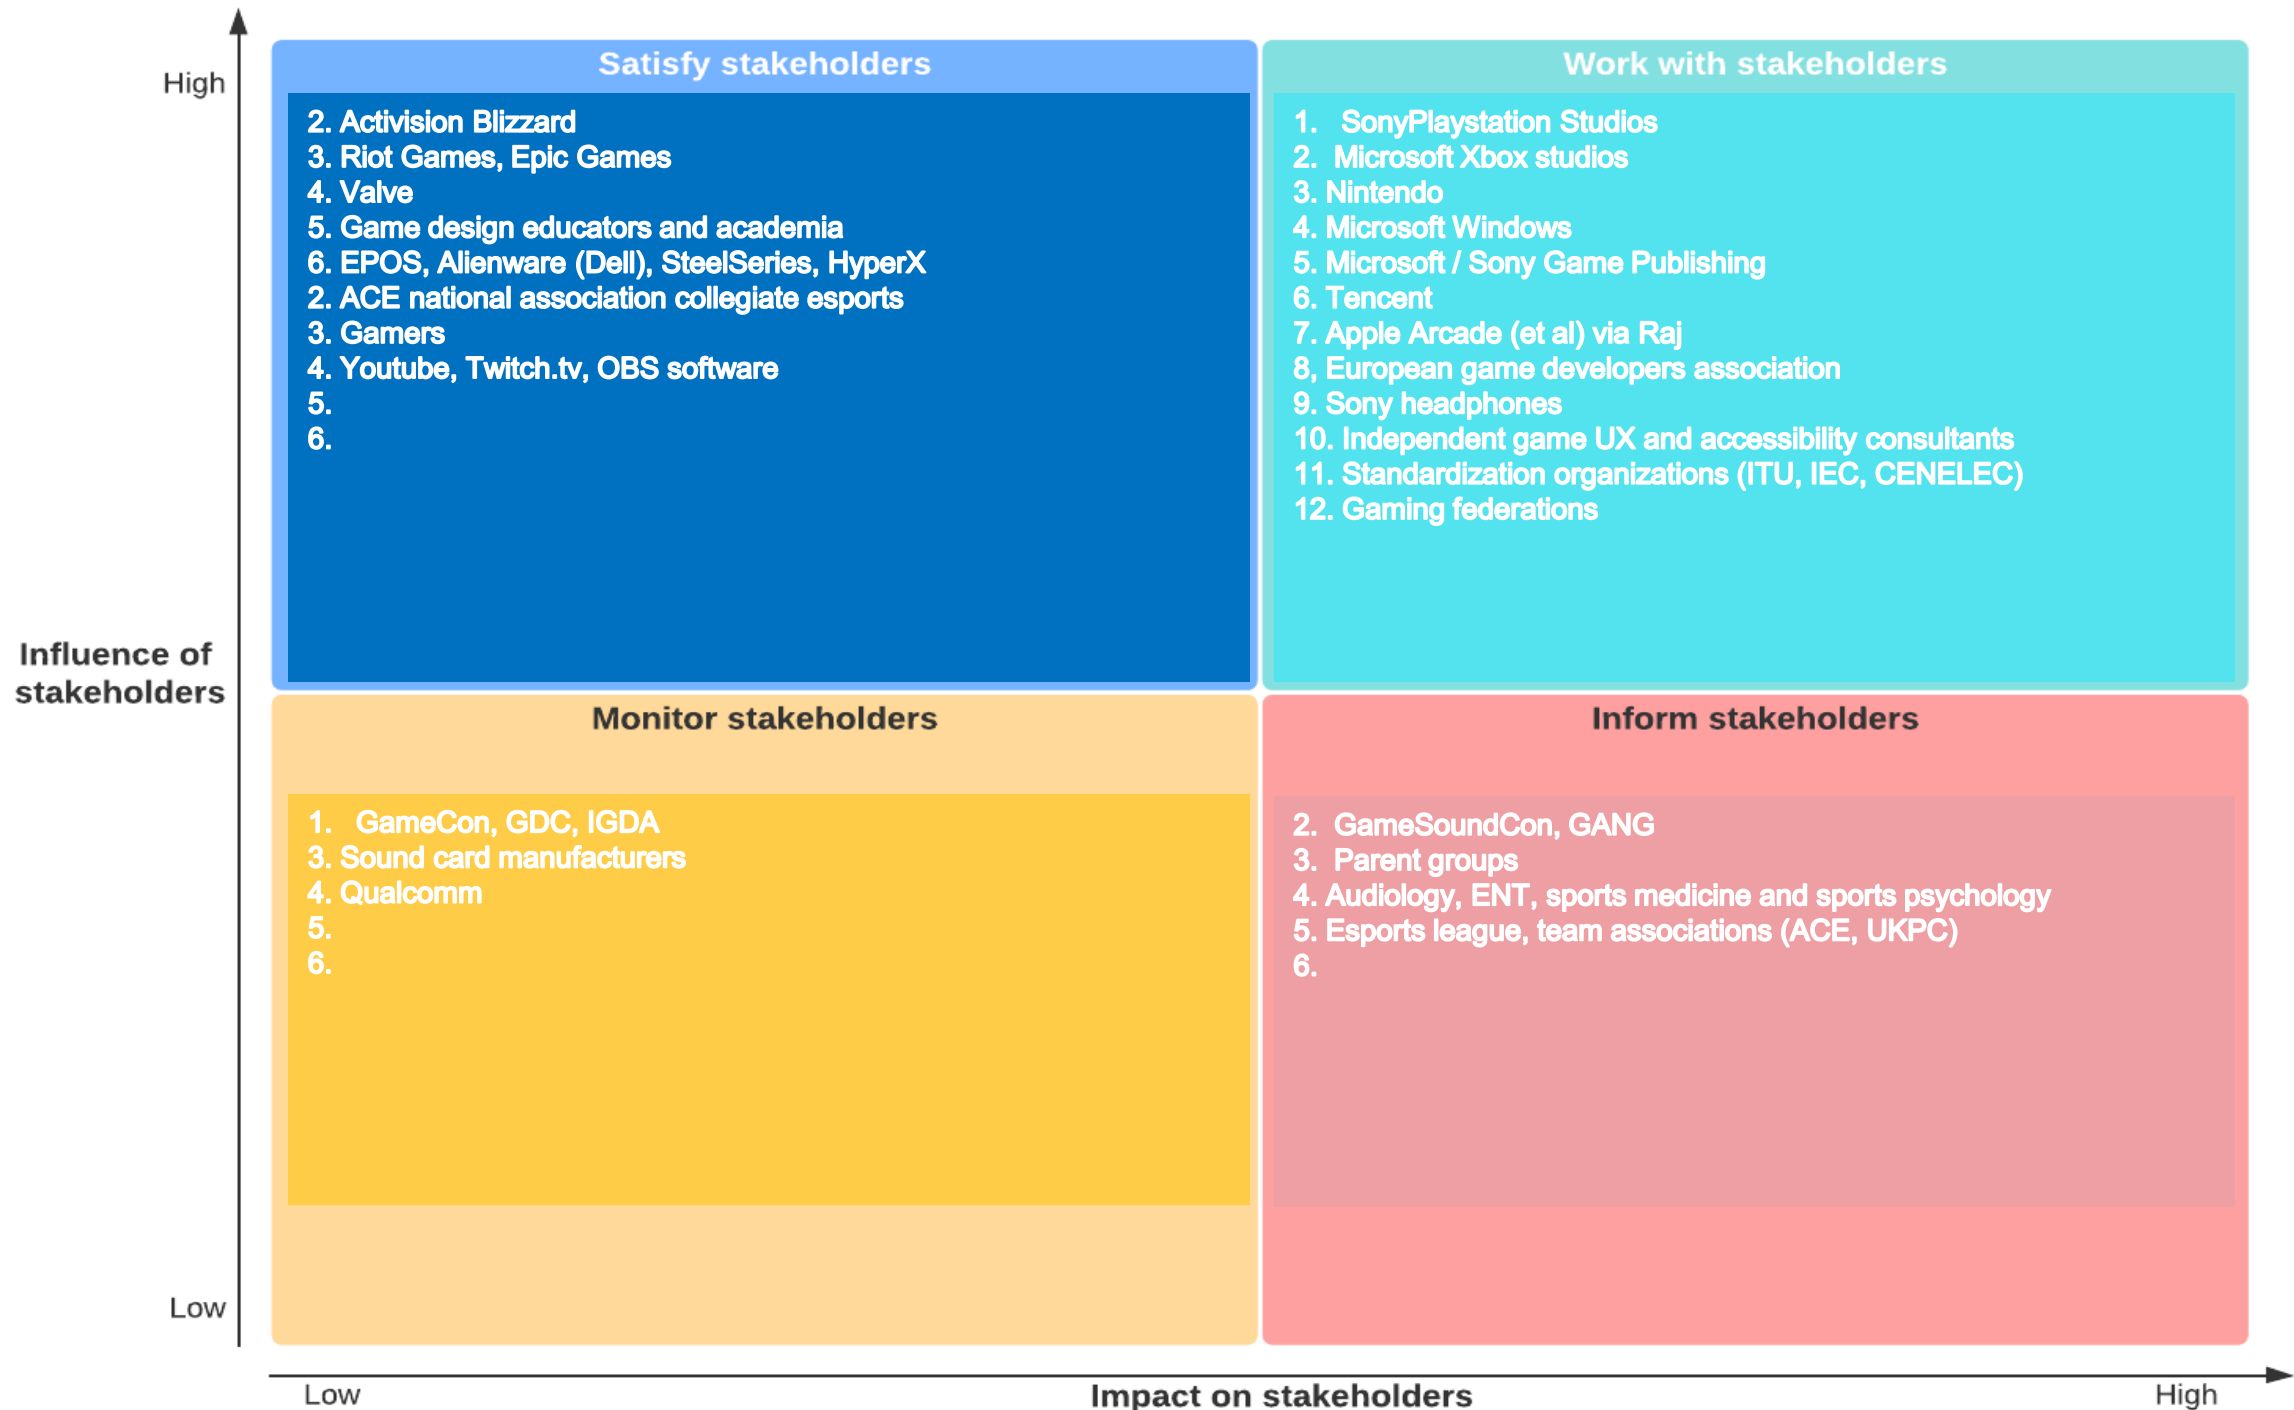 High
Satisfy stakeholders
2. Activision Blizzard
3. Riot Games, Epic Games
4. Valve
5. Game design educators and academia
6. EPOS, Alienware (Dell), SteelSeries, HyperX
2. ACE national association collegiate esports
3. Gamers
4. Youtube, Twitch.tv, OBS software
5.
6.
Work with stakeholders
1. SonyPlaystation Studios
2. Microsoft Xbox studios
3. Nintendo
4. Microsoft Windows
5. Microsoft / Sony Game Publishing
6. Tencent
7. Apple Arcade (et al) via Raj
8, European game developers association
9. Sony headphones
10. Independent game UX and accessibility consultants
11. Standardization organizations (ITU, IEC, CENELEC)
12. Gaming federations
Influence of
stakeholders
Monitor stakeholders
1. GameCon, GDC, IGDA
3. Sound card manufacturers
4. Qualcomm
5.
6.
Inform stakeholders
2. GameSoundCon, GANG
3. Parent groups
4. Audiology, ENT, sports medicine and sports psychology
5. Esports league, team associations (ACE, UKPC)
6.
Low
Low
Impact on stakeholders
High